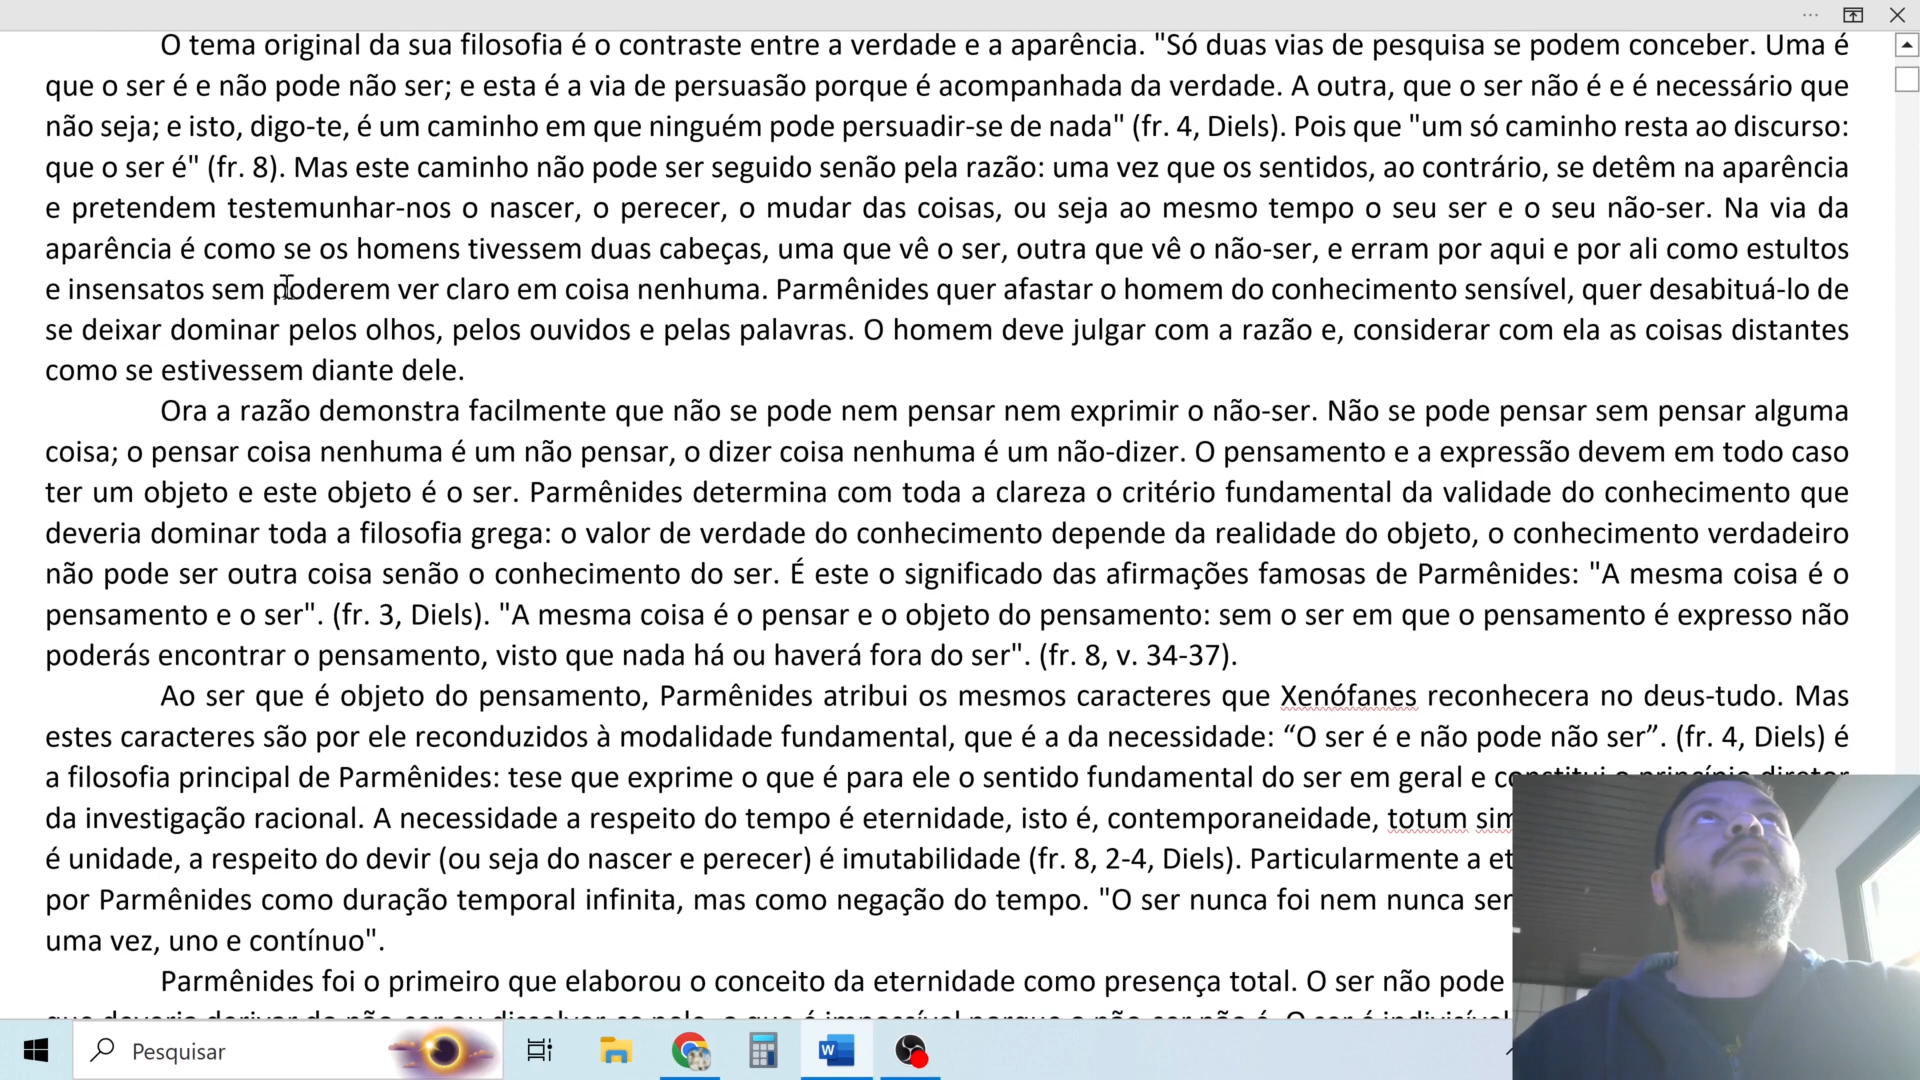 O tema original da sua filosofia é o contraste entre a verdade e a aparência. "Só duas vias de pesquisa se podem conceber. Uma é
que o ser é e não pode não ser; e esta é a via de persuasão porque é acompanhada da verdade. A outra, que o ser não é e é necessário que
não seja; e isto, digo-te, é um caminho em que ninguém pode persuadir-se de nada" (fr. 4, Diels). Pois que "um só caminho resta ao discurso:
que o ser é" (fr. 8). Mas este caminho não pode ser seguido senão pela razão: uma vez que os sentidos, ao contrário, se detêm na aparência
e pretendem testemunhar-nos o nascer, o perecer, o mudar das coisas, ou seja ao mesmo tempo o seu ser e o seu não-ser. Na via da
aparência é como se os homens tivessem duas cabeças, uma que vê o ser, outra que vê o não-ser, e erram por aqui e por ali como estultos
e insensatos sem poderem ver claro em coisa nenhuma. Parmênides quer afastar o homem do conhecimento sensível, quer desabituá-lo de
se deixar dominar pelos olhos, pelos ouvidos e pelas palavras. O homem deve julgar com a razão e, considerar com ela as coisas distantes
como se estivessem diante dele.
Ora a razão demonstra facilmente que não se pode nem pensar nem exprimir o não-ser. Não se pode pensar sem pensar alguma
coisa; o pensar coisa nenhuma é um não pensar, o dizer coisa nenhuma é um não-dizer. O pensamento e a expressão devem em todo caso
ter um objeto e este objeto é o ser. Parmênides determina com toda a clareza o critério fundamental da validade do conhecimento que
deveria dominar toda a filosofia grega: o valor de verdade do conhecimento depende da realidade do objeto, o conhecimento verdadeiro
não pode ser outra coisa senão o conhecimento do ser. É este o significado das afirmações famosas de Parmênides: "A mesma coisa é o
pensamento e o ser". (fr. 3, Diels). "A mesma coisa é o pensar e o objeto do pensamento: sem o ser em que o pensamento é expresso não
poderás encontrar o pensamento, visto que nada há ou haverá fora do ser". (fr. 8, v. 34-37).
Ao ser que é objeto do pensamento, Parmênides atribui os mesmos caracteres que Xenófanes reconhecera no deus-tudo. Mas
estes caracteres são por ele reconduzidos à modalidade fundamental, que é a da necessidade: “O ser é e não pode não ser”. (fr. 4, Diels) é
a filosofia principal de Parmênides: tese que exprime o que é para ele o sentido fundamental do ser em geral e constitui o princípio diretor
da investigação racional. A necessidade a respeito do tempo é eternidade, isto é, contemporaneidade, totum sim
é unidade, a respeito do devir (ou seja do nascer e perecer) é imutabilidade (fr. 8, 2-4, Diels). Particularmente a et
por Parmênides como duração temporal infinita, mas como negação do tempo. "O ser nunca foi nem nunca ser
uma vez, uno e contínuo".
Parmênides foi o primeiro que elaborou o conceito da eternidade como presença total. O ser não pode
Pesquisar